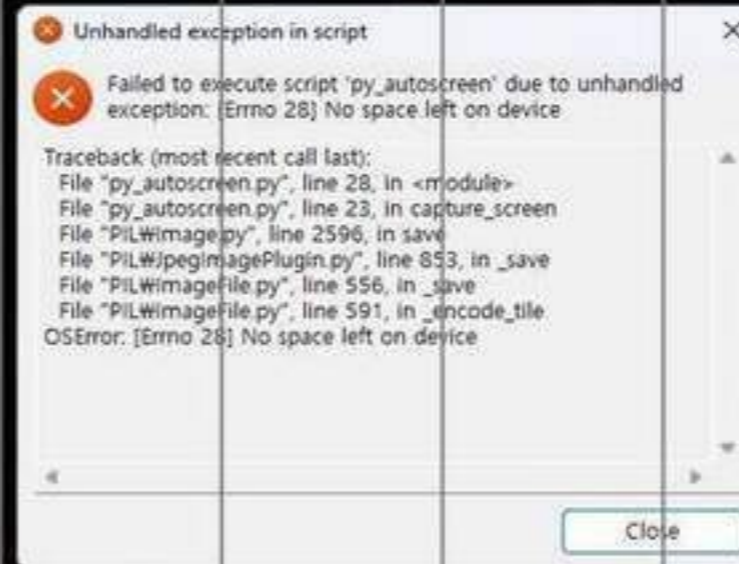 Unhandled exception in script
Failed to execute script 'py_autoscreen' due to unhandled
exception: [Errno 28] No space left on device
Traceback (most recent call last):
File "py_autoscreen.py", line 28, in <module>
File "py_autoscreen.py", line 23, in capture_screen
File "PIL₩Image.py", line 2596, in save
File "PIL₩JpegImagePlugin.py", line 853, in _save
File "PIL₩ImageFile.py", line 556, in _save
File "PIL₩ImageFile.py", line 591, in _encode_tile
OSError: [Errno 28] No space left on device
Close